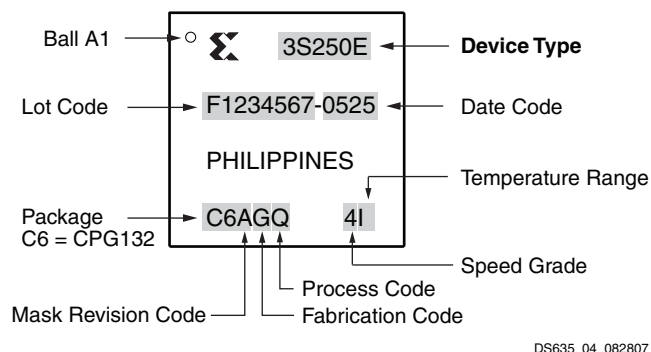 Ball A1
3S250E
Device Type
Lot Code
F1234567-0525
Date Code
PHILIPPINES
Temperature Range
Package
C6 = CPG132
C6AGQ
4I
Speed Grade
Process Code
Mask Revision Code
Fabrication Code
DS635_04_082807